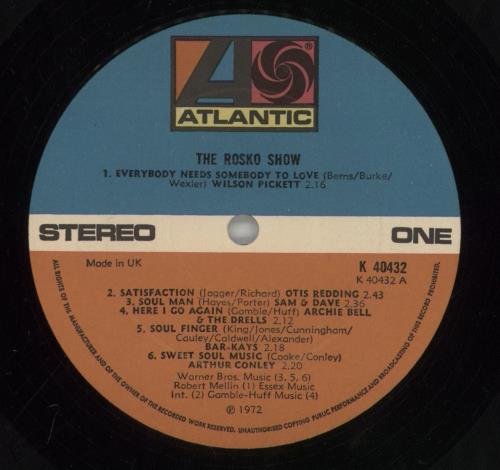 ATLANTIC
THE ROSKO SHOW
1. EVERYBODY NEEDS SOMEBODY TO LOVE (Berns/Burke/
Wexler) WILSON PICKETT 2.16
STEREO ONE
Made in UK K 40432
K 40432 A
2. SATISFACTION (Jagger/Richard) OTIS REDDING 2.43
3. SOUL MAN (Hayes/Porter) SAM & DAVE 2.36
4. HERE I GO AGAIN (Gamble/Huff) ARCHIE BELL
& THE DRELLS 2.12
5. SOUL FINGER (King/Jones/Cunningham/
Cauley/Caldwell/Alexander)
BAR-KAYS 2.18
6. SWEET SOUL MUSIC (Cooke/Conley)
ARTHUR CONLEY 2.20
Warner Bros. Music (3, 5, 6)
Robert Mellin (1) Essex Music
Int. (2) Gamble-Huff Music (4)
℗ 1972
ALL RIGHTS OF THE MANUFACTURER AND OF THE OWNER OF THE RECORDED WORK RESERVED. UNAUTHORISED COPYING PUBLIC PERFORMANCE AND BROADCASTING OF THIS RECORD PROHIBITED.